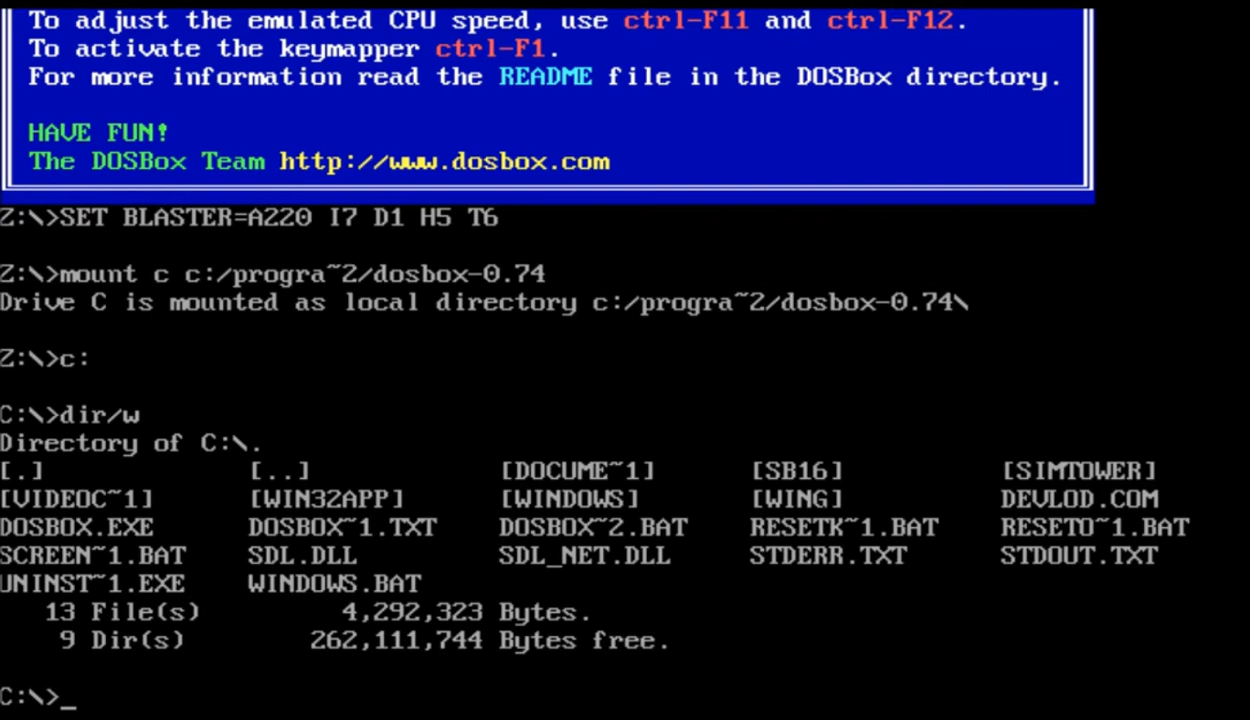 To adjust the emulated CPU speed, use ctrl-F11 and ctrl-F12.
To activate the keymapper ctrl-F1.
For more information read the README file in the DOSBox directory.
HAVE FUN!
The DOSBox Team http://www.dosbox.com
Z:\>SET BLASTER=A220 I7 D1 H5 T6
Z:\>mount c c:/progra~2/dosbox-0.74
Drive C is mounted as local directory c:/progra~2/dosbox-0.74\
Z:\>c:
C:\>dir/w
Directory of C:\.
[.] [..] [DOCUME~1] [SB16] [SIMTOWER]
[VIDEOC~1] [WIN32APP] [WINDOWS] [WING] DEVLOD.COM
DOSBOX.EXE DOSBOX~1.TXT DOSBOX~2.BAT RESETK~1.BAT RESETO~1.BAT
SCREEN~1.BAT SDL.DLL SDL_NET.DLL STDERR.TXT STDOUT.TXT
UNINST~1.EXE WINDOWS.BAT
13 File(s) 4,292,323 Bytes.
9 Dir(s) 262,111,744 Bytes free.
C:\>_